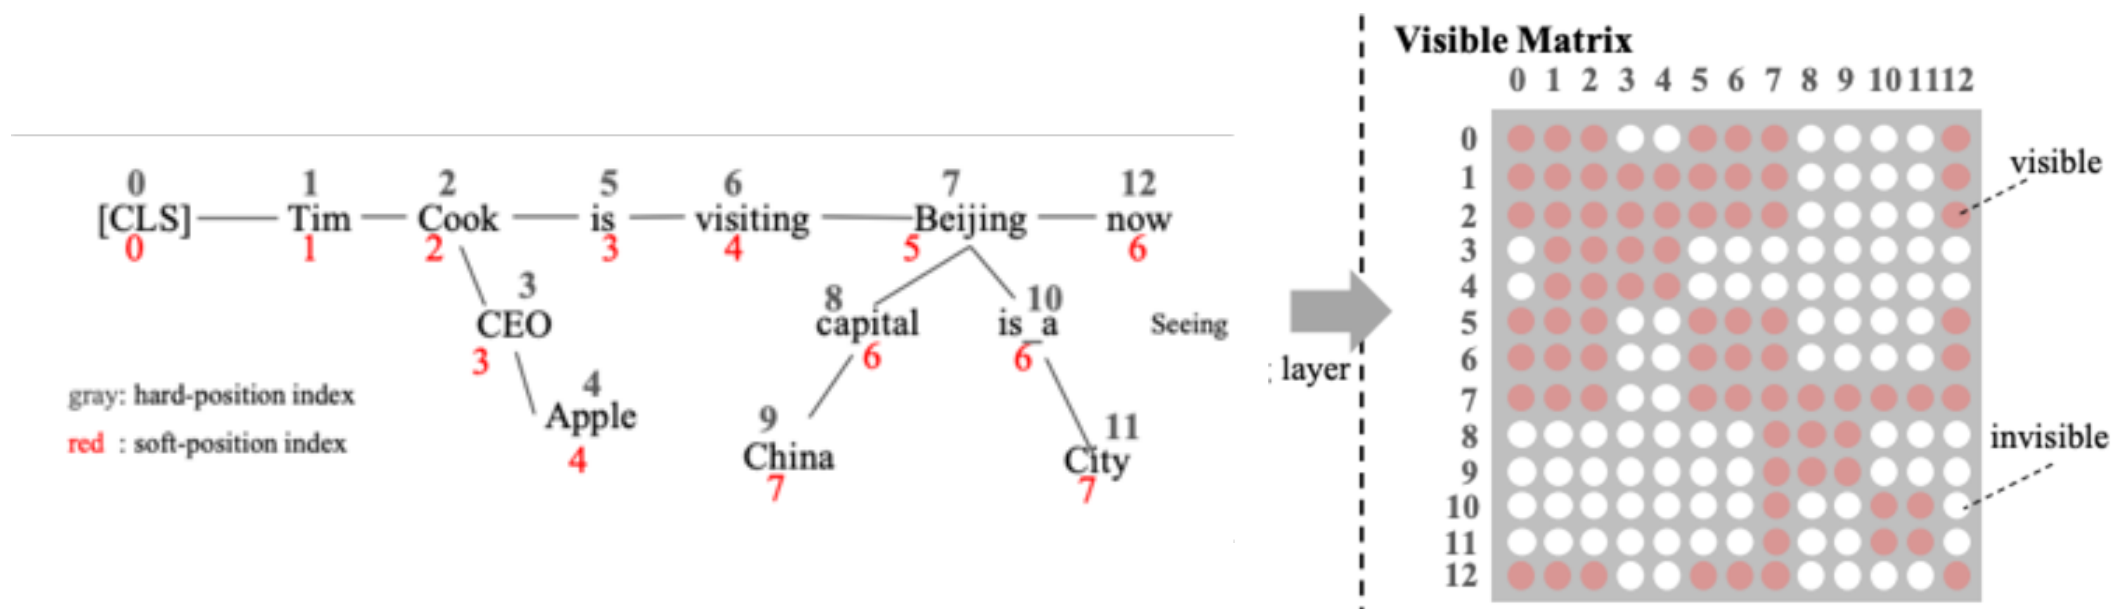 Visible Matrix
0 1 2 3 4 5 6 7 8 9 10 11 12
0
1
2
3
4
5
6
7
8
9
10
11
12
visible
invisible
0 1 2 5 6 7 12
[CLS] Tim Cook is visiting Beijing now
0 1 2 3 4 5 6
3 8 10
CEO capital is_a Seeing
3 6 6
: layer
gray: hard-position index
red : soft-position index
4 9 11
Apple China City
4 7 7